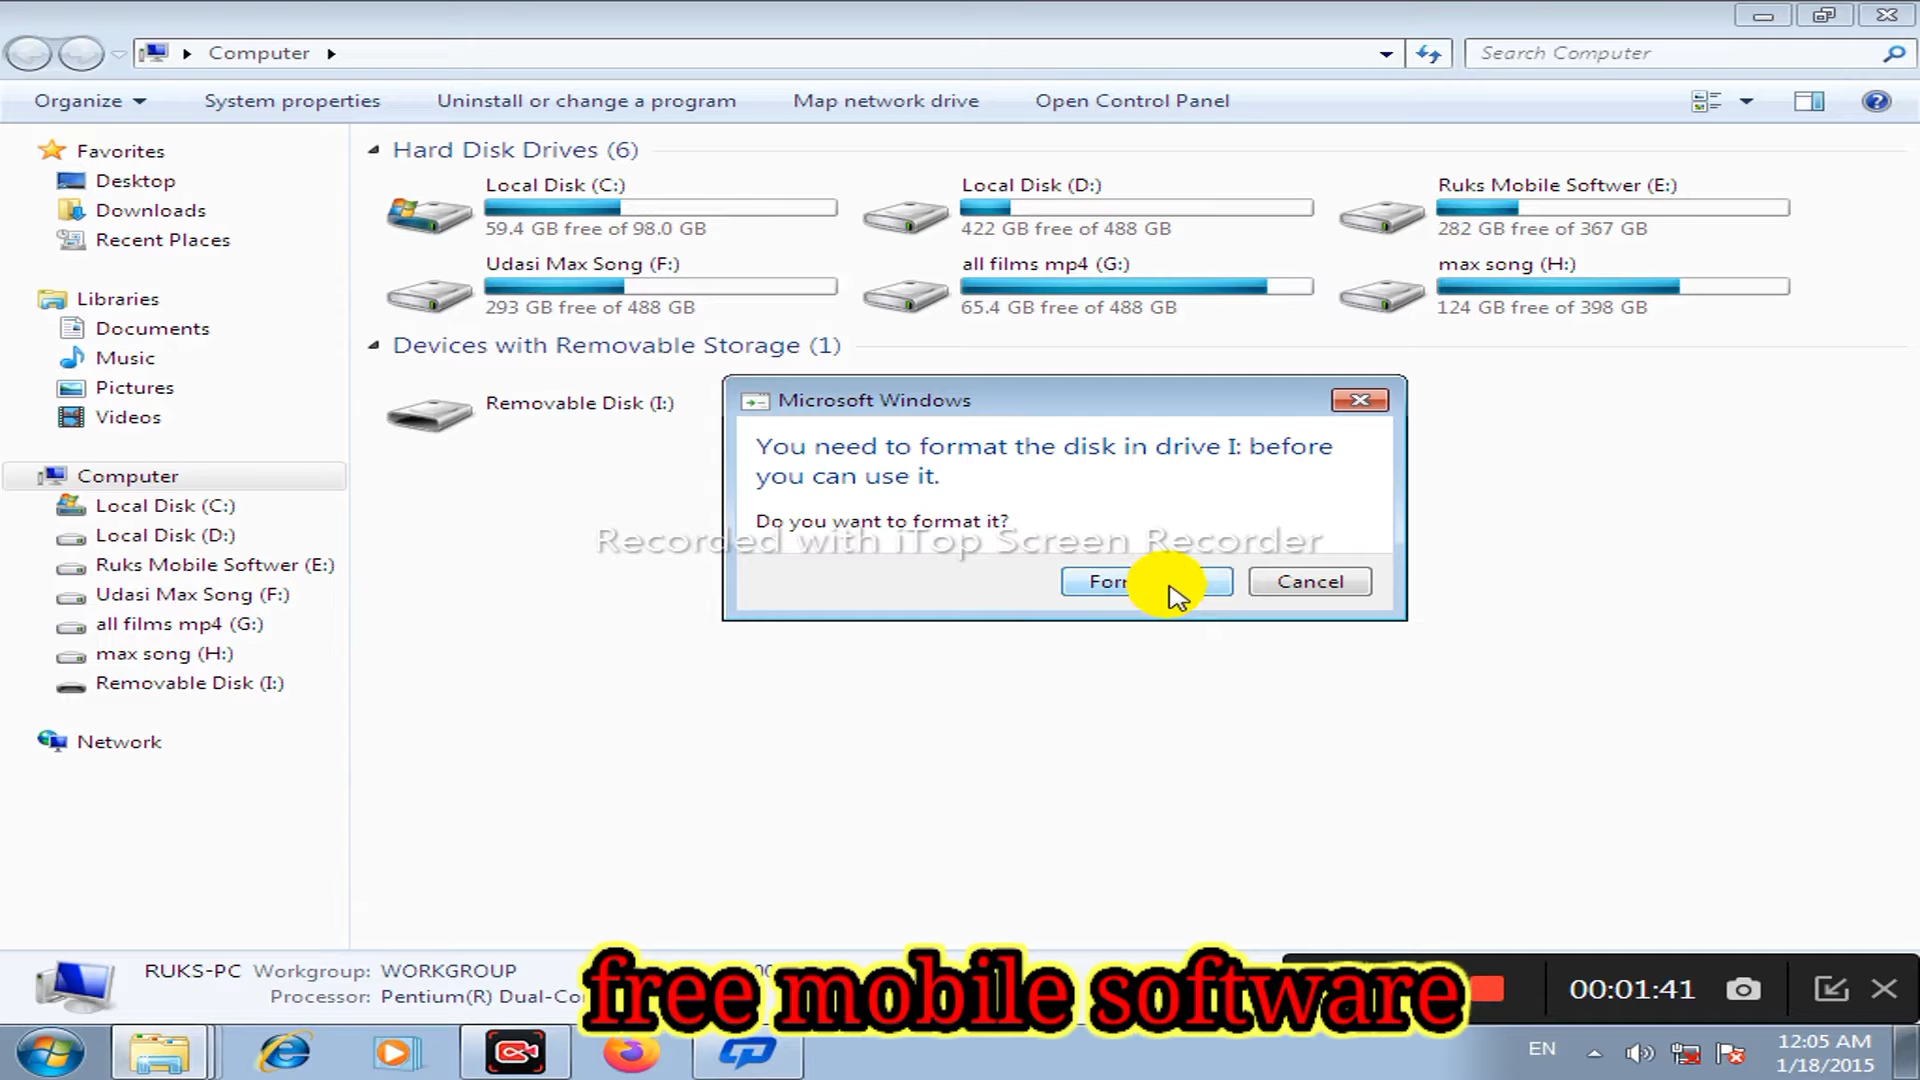 Computer
Search Computer
Organize
System properties
Uninstall or change a program
Map network drive
Open Control Panel
Favorites
Desktop
Downloads
Recent Places
Libraries
Documents
Music
Pictures
Videos
Computer
Local Disk (C:)
Local Disk (D:)
Ruks Mobile Softwer (E:)
Udasi Max Song (F:)
all films mp4 (G:)
max song (H:)
Removable Disk (I:)
Network
Hard Disk Drives (6)
Local Disk (C:)
59.4 GB free of 98.0 GB
Local Disk (D:)
422 GB free of 488 GB
Ruks Mobile Softwer (E:)
282 GB free of 367 GB
Udasi Max Song (F:)
293 GB free of 488 GB
all films mp4 (G:)
65.4 GB free of 488 GB
max song (H:)
124 GB free of 398 GB
Devices with Removable Storage (1)
Removable Disk (I:)
Microsoft Windows
You need to format the disk in drive I: before
you can use it.
Do you want to format it?
Recorded with iTop Screen Recorder
Cancel
RUKS-PC Workgroup: WORKGROUP
Processor: Pentium(R)
free mobile software
00:01:41
EN
12:05 AM
1/18/2015